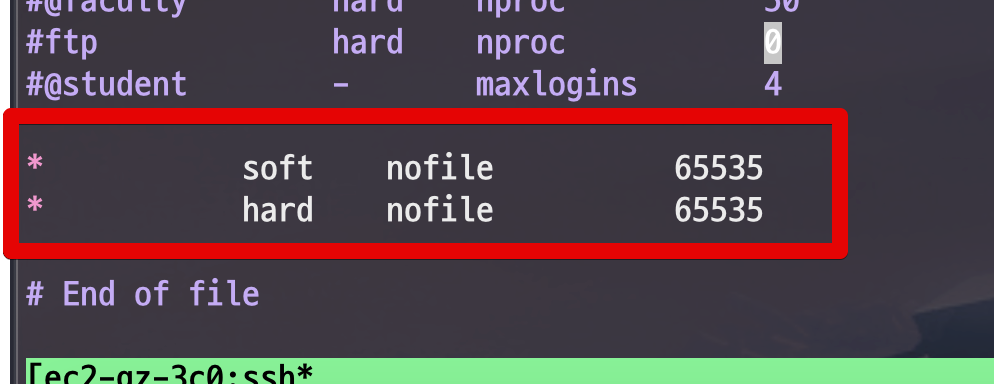 #@faculty hard nproc 50
#ftp hard nproc 0
#@student - maxlogins 4
* soft nofile 65535
* hard nofile 65535
# End of file
[ec2-az-3c0:ssh*